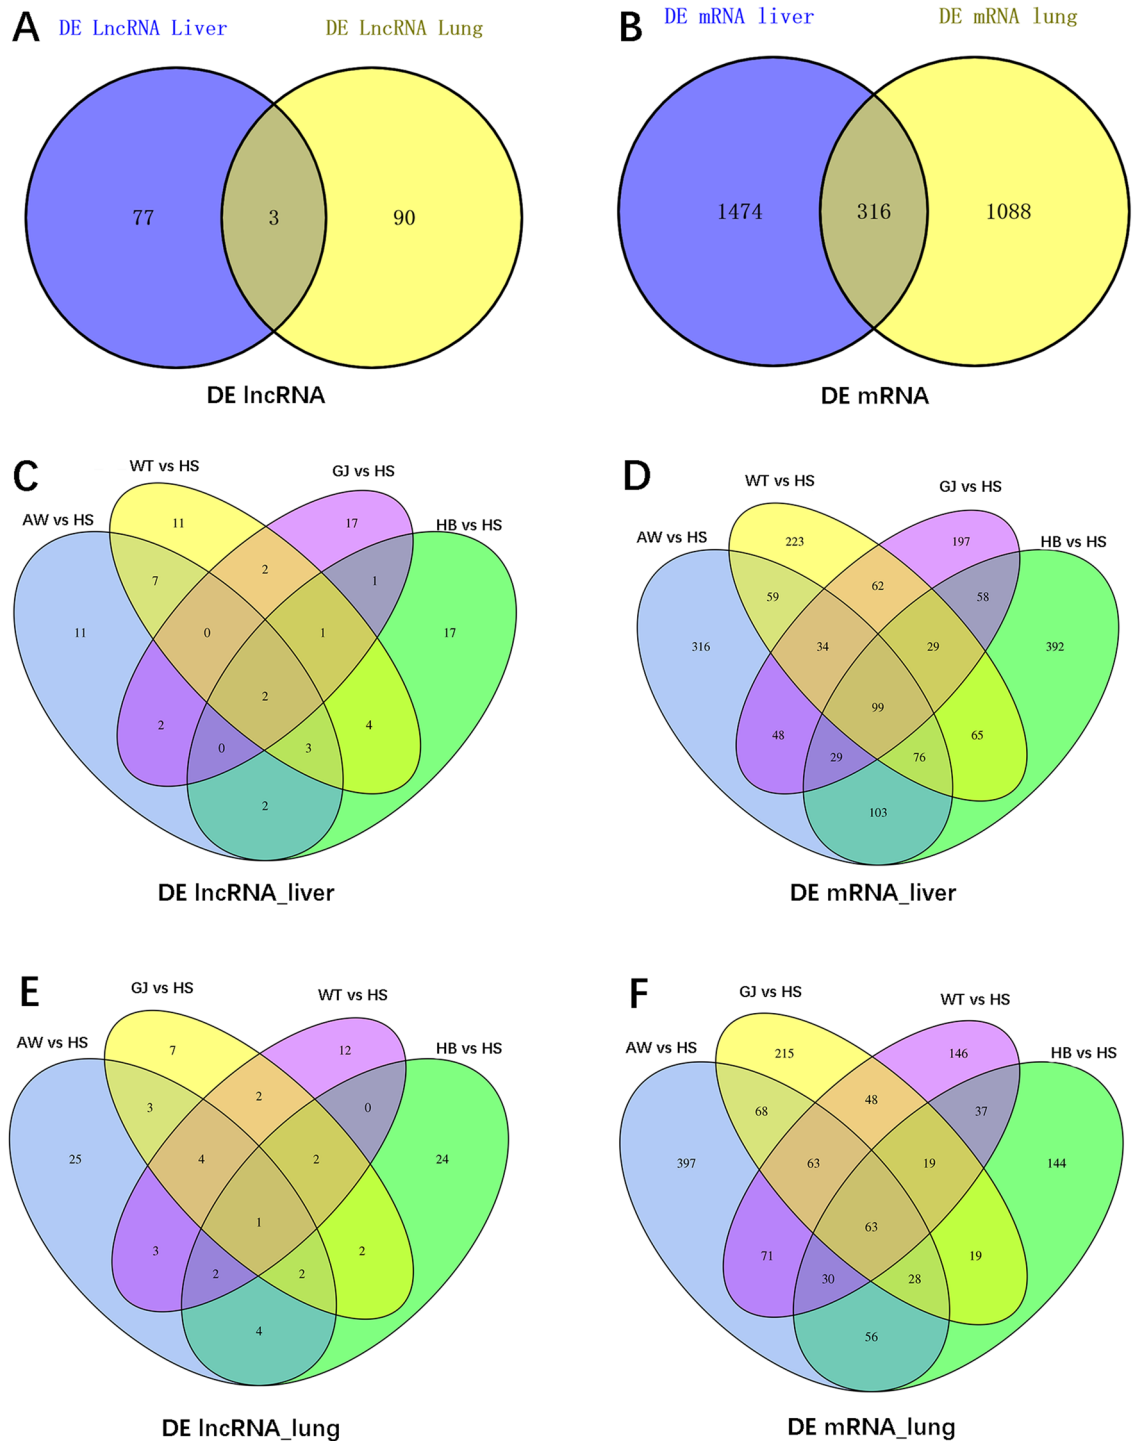 A
DE LncRNA Liver
DE LncRNA Lung
77
3
90
DE lncRNA
B
DE mRNA liver
DE mRNA lung
1474
316
1088
DE mRNA
C
WT vs HS
GJ vs HS
AW vs HS
HB vs HS
11
17
2
7
1
11
0
1
17
2
2
4
0
3
2
DE lncRNA_liver
D
WT vs HS
GJ vs HS
AW vs HS
HB vs HS
223
197
62
59
58
316
34
29
392
99
48
65
29
76
103
DE mRNA_liver
E
GJ vs HS
WT vs HS
AW vs HS
HB vs HS
7
12
2
3
0
25
4
2
24
1
3
2
2
2
4
DE lncRNA_lung
F
GJ vs HS
WT vs HS
AW vs HS
HB vs HS
215
146
48
68
37
397
63
19
144
63
71
19
30
28
56
DE mRNA_lung